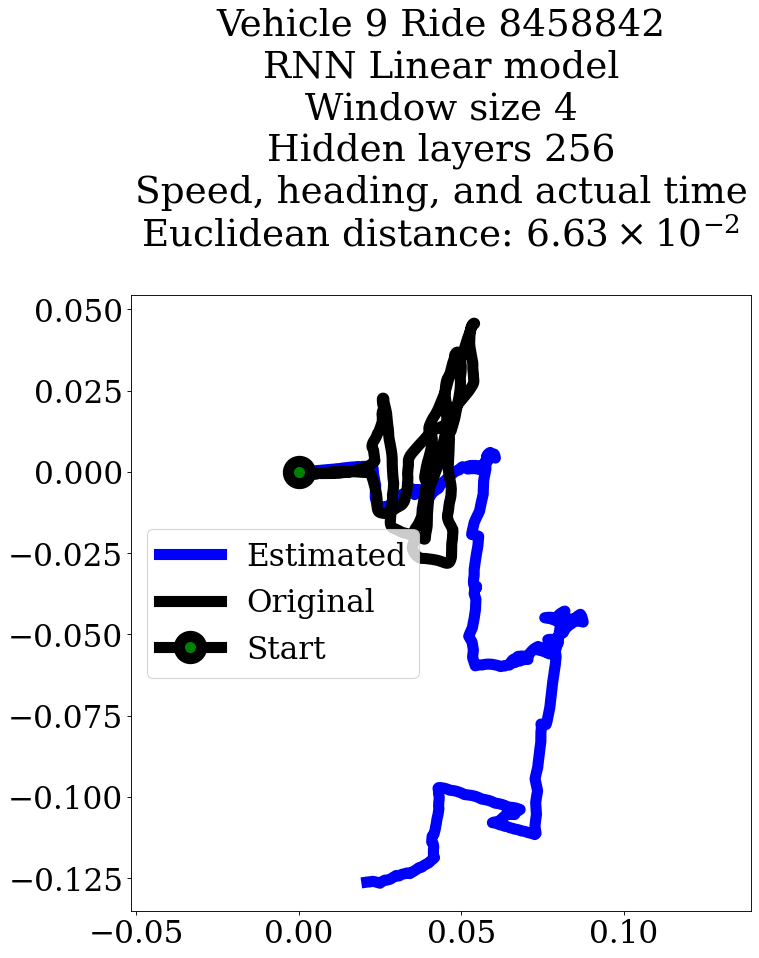 Vehicle 9 Ride 8458842
RNN Linear model
Window size 4
Hidden layers 256
Speed, heading, and actual time
Euclidean distance: 6.63 × 10⁻²
0.050
0.025
0.000
−0.025
−0.050
−0.075
−0.100
−0.125
Estimated
Original
Start
−0.05
0.00
0.05
0.10